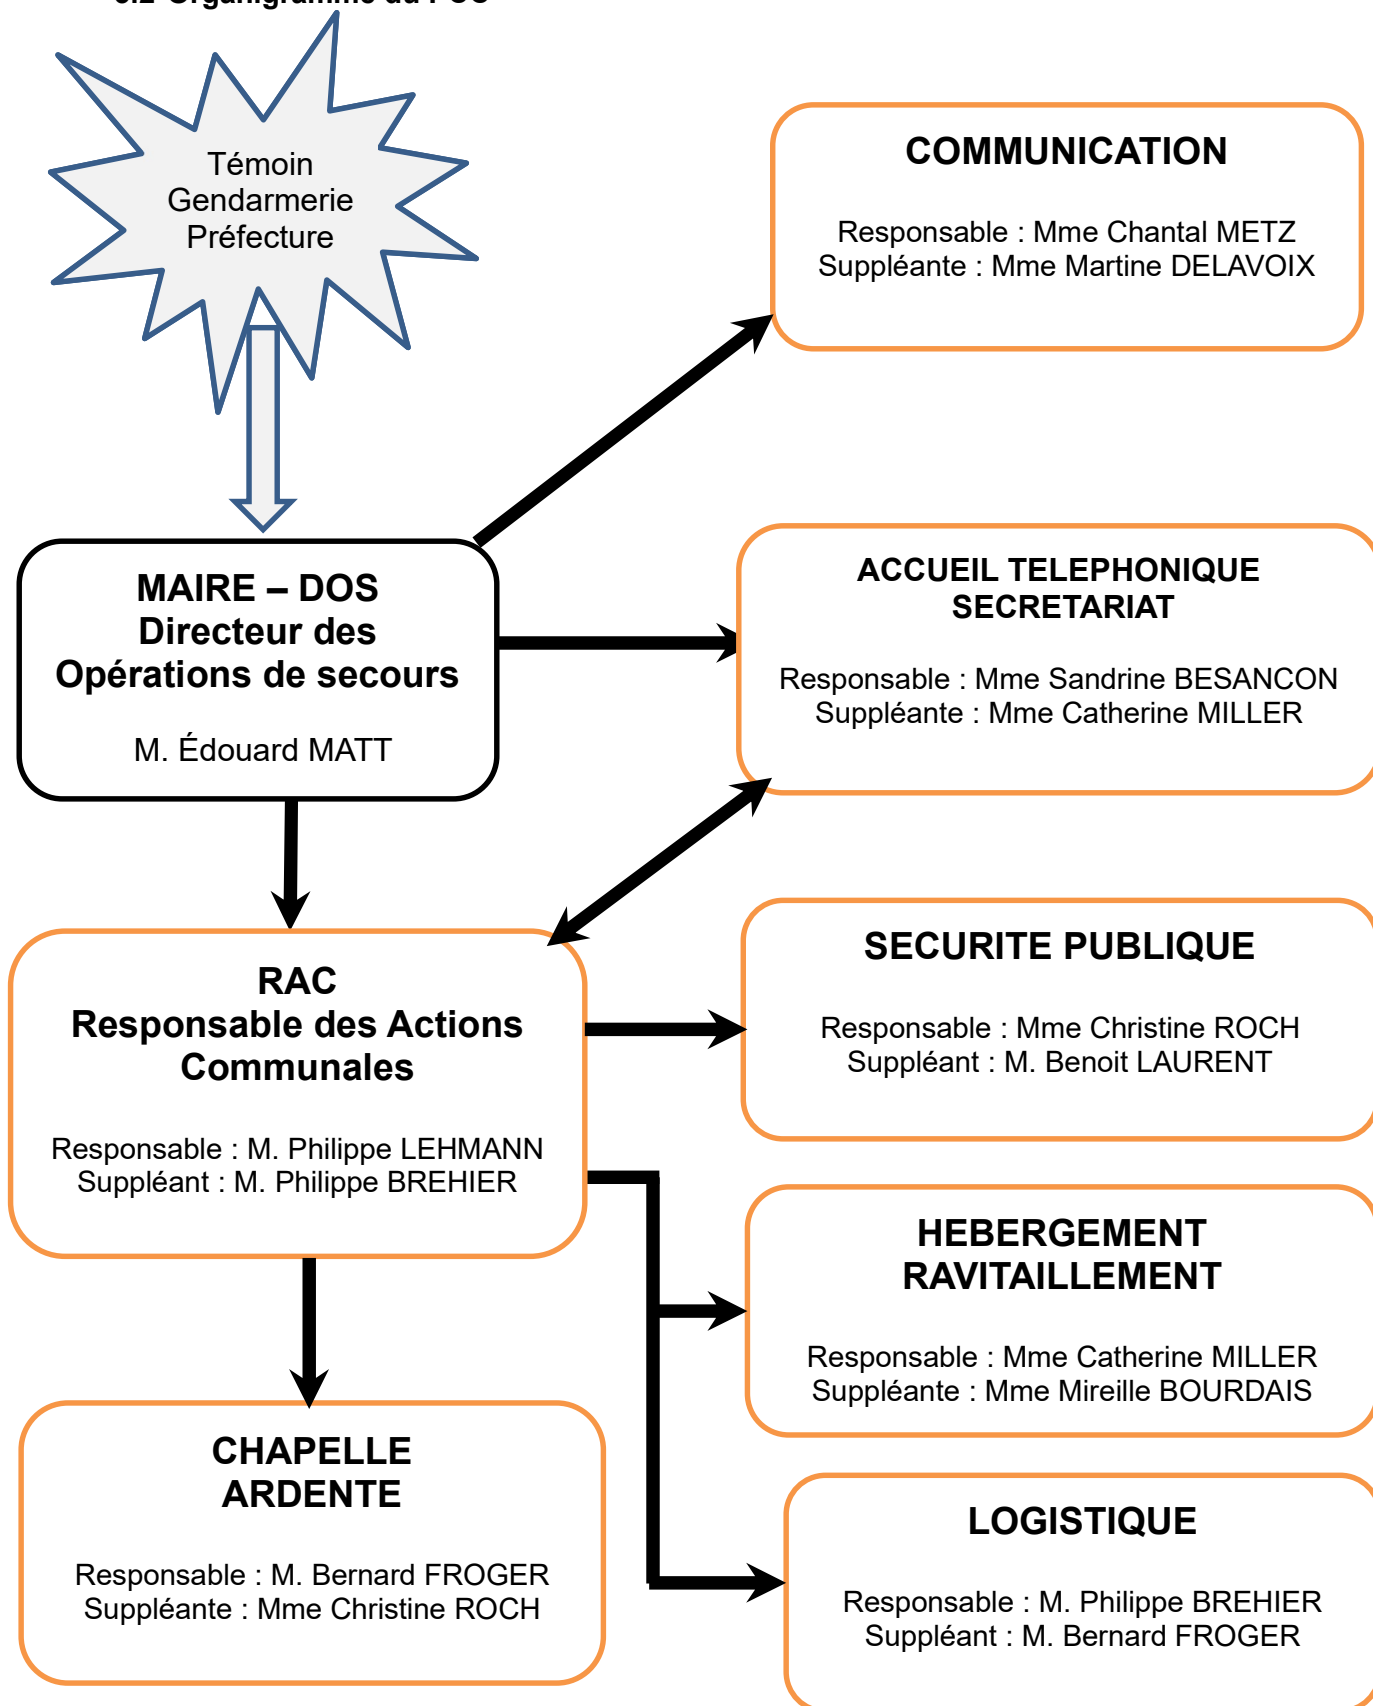 Organigramme du PCS
Témoin
Gendarmerie
Préfecture
COMMUNICATION
Responsable : Mme Chantal METZ
Suppléante : Mme Martine DELAVOIX
MAIRE – DOS
Directeur des
Opérations de secours
M. Édouard MATT
ACCUEIL TELEPHONIQUE
SECRETARIAT
Responsable : Mme Sandrine BESANCON
Suppléante : Mme Catherine MILLER
RAC
Responsable des Actions
Communales
Responsable : M. Philippe LEHMANN
Suppléant : M. Philippe BREHIER
SECURITE PUBLIQUE
Responsable : Mme Christine ROCH
Suppléant : M. Benoit LAURENT
HEBERGEMENT
RAVITAILLEMENT
Responsable : Mme Catherine MILLER
Suppléante : Mme Mireille BOURDAIS
CHAPELLE
ARDENTE
Responsable : M. Bernard FROGER
Suppléante : Mme Christine ROCH
LOGISTIQUE
Responsable : M. Philippe BREHIER
Suppléant : M. Bernard FROGER